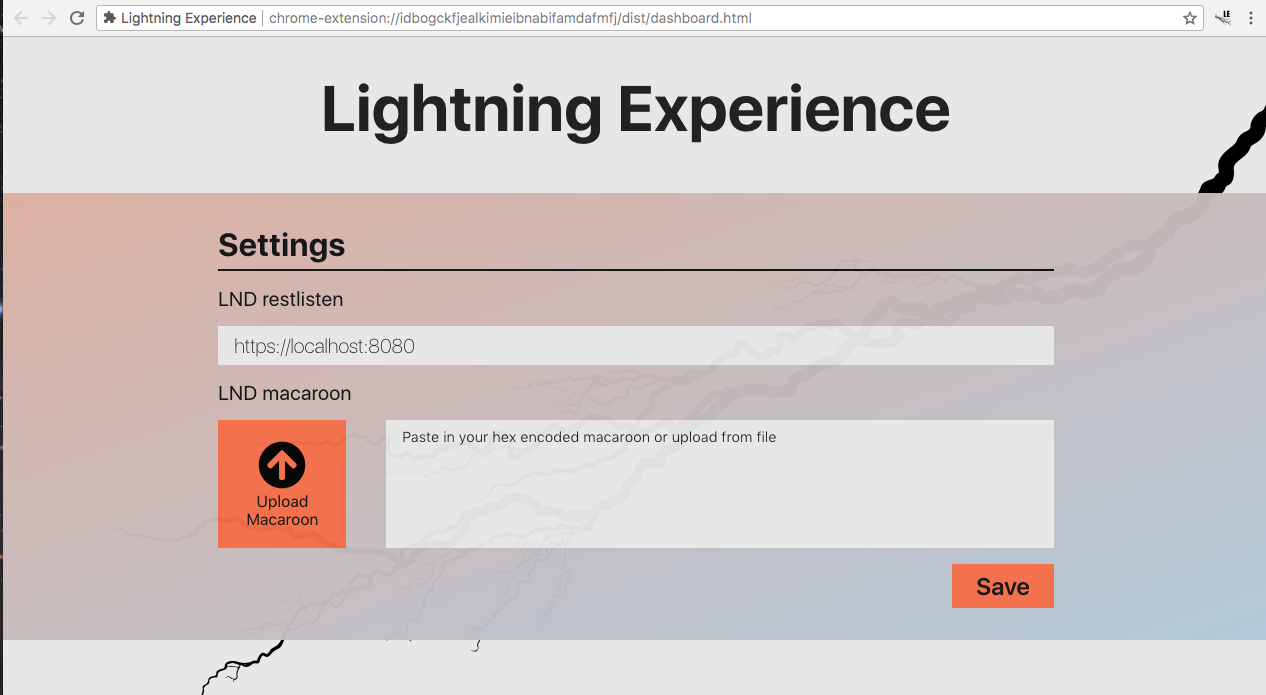 Lightning Experience | chrome-extension://idbogckfjealkimieibnabifamdafmfj/dist/dashboard.html
LE
Lightning Experience
Settings
LND restlisten
https://localhost:8080
LND macaroon
Upload
Macaroon
Paste in your hex encoded macaroon or upload from file
Save